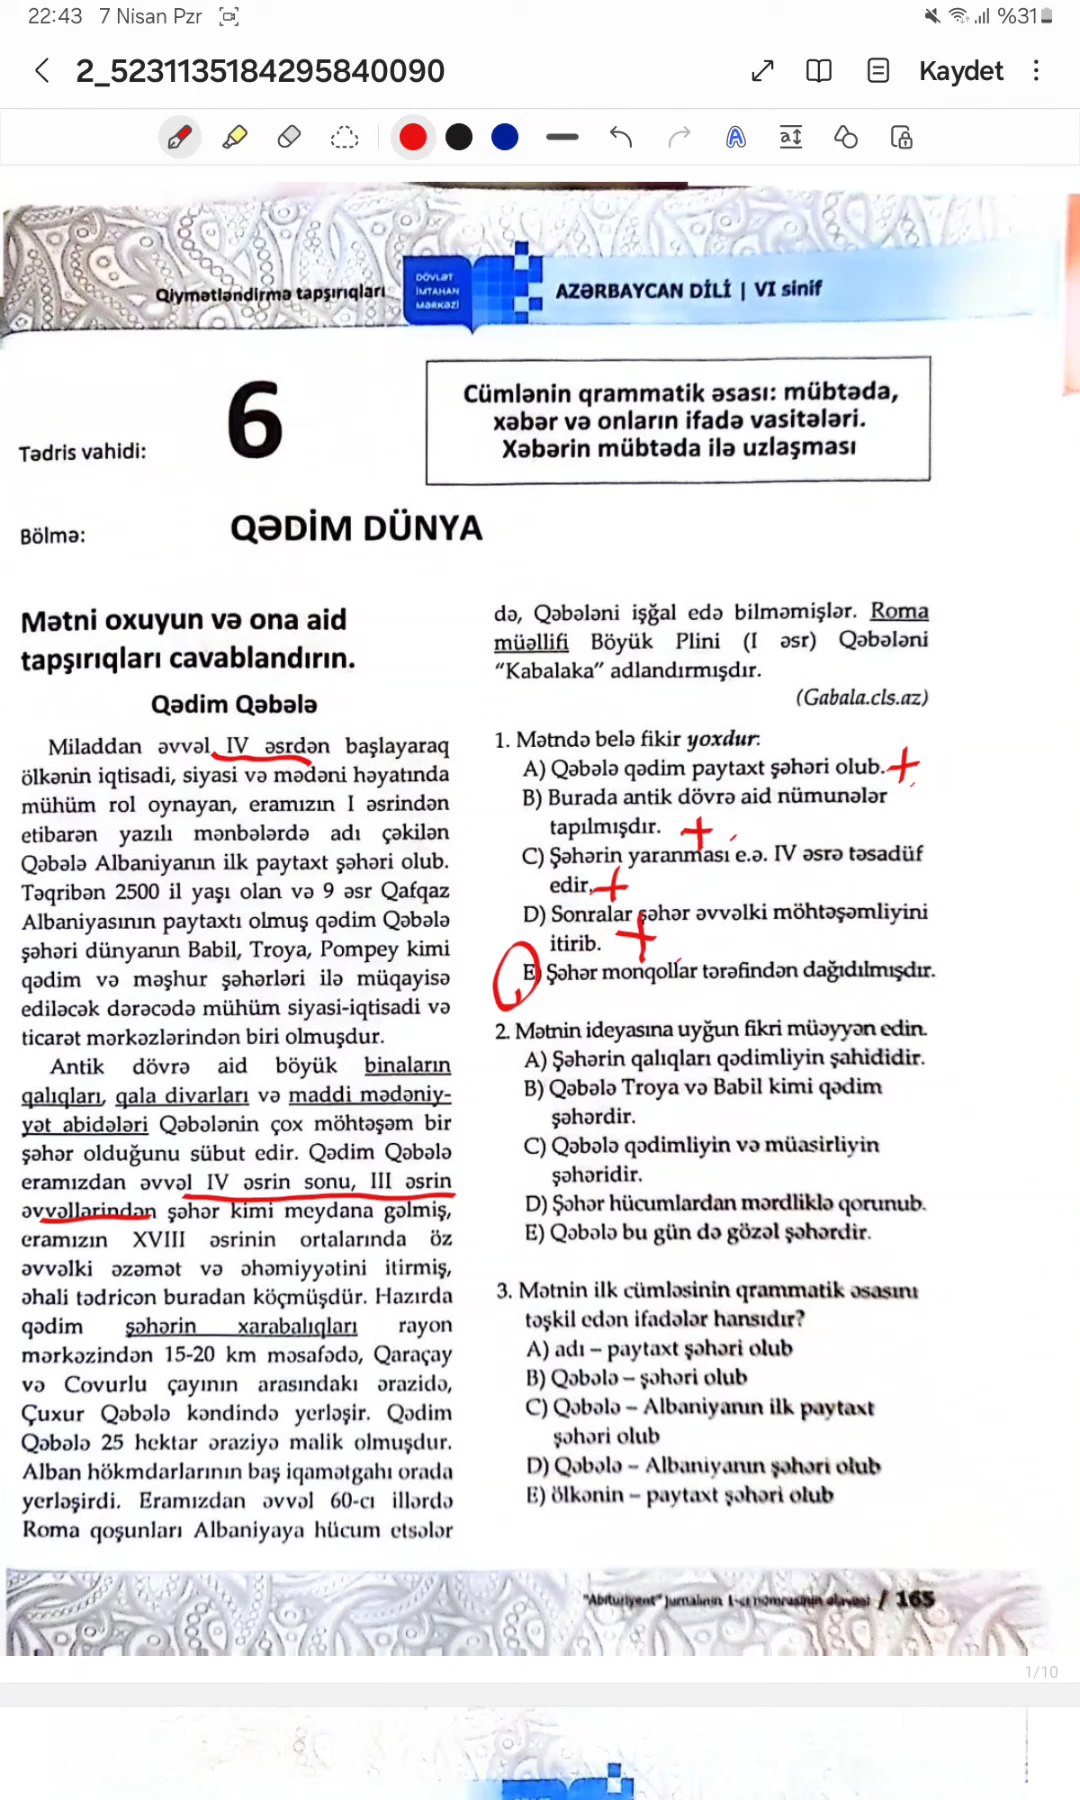 22:43 7 Nisan Pzr %31
2_5231135184295840090 Kaydet
Qiymətləndirmə tapşırıqları
DÖVLƏT
İMTAHAN
MƏRKƏZİ
AZƏRBAYCAN DİLİ | VI sinif
Tədris vahidi:
6
Cümlənin qrammatik əsası: mübtəda,
xəbər və onların ifadə vasitələri.
Xəbərin mübtəda ilə uzlaşması
Bölmə:
QƏDİM DÜNYA
Mətni oxuyun və ona aid
tapşırıqları cavablandırın.
Qədim Qəbələ
Miladdan əvvəl IV əsrdən başlayaraq
ölkənin iqtisadi, siyasi və mədəni həyatında
mühüm rol oynayan, eramızın I əsrindən
etibarən yazılı mənbələrdə adı çəkilən
Qəbələ Albaniyanın ilk paytaxt şəhəri olub.
Təqribən 2500 il yaşı olan və 9 əsr Qafqaz
Albaniyasının paytaxtı olmuş qədim Qəbələ
şəhəri dünyanın Babil, Troya, Pompey kimi
qədim və məşhur şəhərləri ilə müqayisə
ediləcək dərəcədə mühüm siyasi-iqtisadi və
ticarət mərkəzlərindən biri olmuşdur.
Antik dövrə aid böyük binaların
qalıqları, qala divarları və maddi mədəniy-
yət abidələri Qəbələnin çox möhtəşəm bir
şəhər olduğunu sübut edir. Qədim Qəbələ
eramızdan əvvəl IV əsrin sonu, III əsrin
əvvəllərindən şəhər kimi meydana gəlmiş,
eramızın XVIII əsrinin ortalarında öz
əvvəlki əzəmət və əhəmiyyətini itirmiş,
əhali tədricən buradan köçmüşdür. Hazırda
qədim şəhərin xarabalıqları rayon
mərkəzindən 15-20 km məsafədə, Qaraçay
və Covurlu çayının arasındakı ərazidə,
Çuxur Qəbələ kəndində yerləşir. Qədim
Qəbələ 25 hektar əraziyə malik olmuşdur.
Alban hökmdarlarının baş iqamətgahı orada
yerləşirdi. Eramızdan əvvəl 60-cı illərdə
Roma qoşunları Albaniyaya hücum etsələr
də, Qəbələni işğal edə bilməmişlər. Roma
müəllifi Böyük Plini (I əsr) Qəbələni
“Kabalaka” adlandırmışdır.
(Gabala.cls.az)
1. Mətndə belə fikir yoxdur:
A) Qəbələ qədim paytaxt şəhəri olub.
B) Burada antik dövrə aid nümunələr
tapılmışdır.
C) Şəhərin yaranması e.ə. IV əsrə təsadüf
edir.
D) Sonralar şəhər əvvəlki möhtəşəmliyini
itirib.
E) Şəhər monqollar tərəfindən dağıdılmışdır.
2. Mətnin ideyasına uyğun fikri müəyyən edin.
A) Şəhərin qalıqları qədimliyin şahididir.
B) Qəbələ Troya və Babil kimi qədim
şəhərdir.
C) Qəbələ qədimliyin və müasirliyin
şəhəridir.
D) Şəhər hücumlardan mərdliklə qorunub.
E) Qəbələ bu gün də gözəl şəhərdir.
3. Mətnin ilk cümləsinin qrammatik əsasını
təşkil edən ifadələr hansıdır?
A) adı – paytaxt şəhəri olub
B) Qəbələ – şəhəri olub
C) Qəbələ – Albaniyanın ilk paytaxt
şəhəri olub
D) Qəbələ – Albaniyanın şəhəri olub
E) ölkənin – paytaxt şəhəri olub
"Abituriyent" jurnalının 1-ci nömrəsinin əlavəsi / 165
1/10